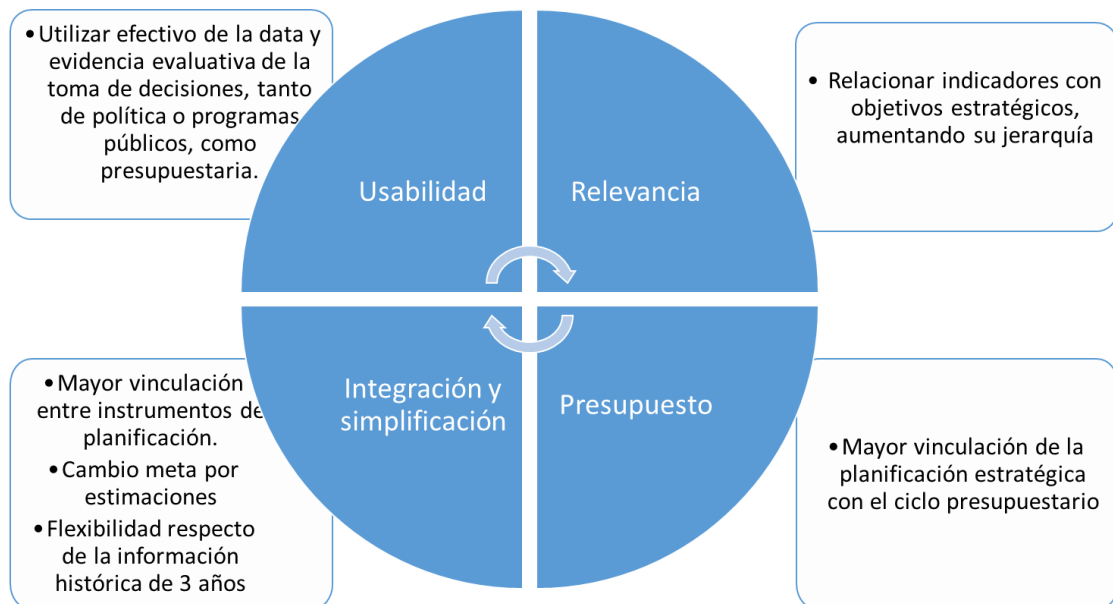 •Utilizar efectivo de la data y
evidencia evaluativa de la
toma de decisiones, tanto
de política o programas
públicos, como
presupuestaria.
Usabilidad
Relevancia
• Relacionar indicadores con
objetivos estratégicos,
aumentando su jerarquía
•Mayor vinculación
entre instrumentos de
planificación.
•Cambio meta por
estimaciones
•Flexibilidad respecto
de la información
histórica de 3 años
Integración y
simplificación
Presupuesto
•Mayor vinculación de la
planificación estratégica
con el ciclo presupuestario